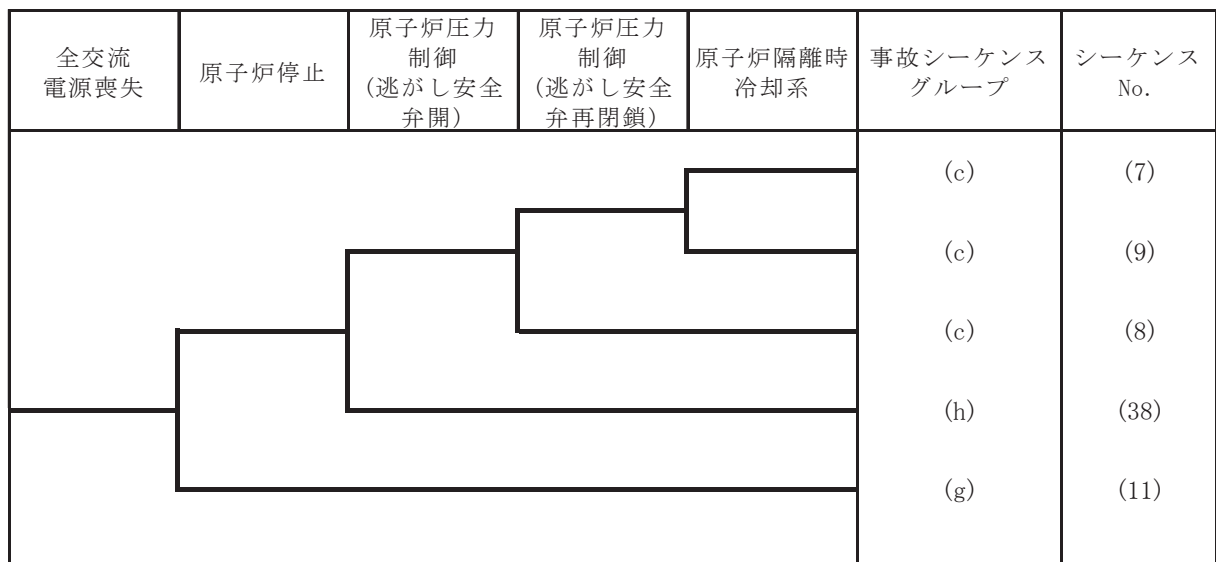 全交流
電源喪失
原子炉停止
原子炉圧力
制御
(逃がし安全
弁開)
原子炉圧力
制御
(逃がし安全
弁再閉鎖)
原子炉隔離時
冷却系
事故シーケンス
グループ
シーケンス
No.
(c) (7)
(c) (9)
(c) (8)
(h) (38)
(g) (11)